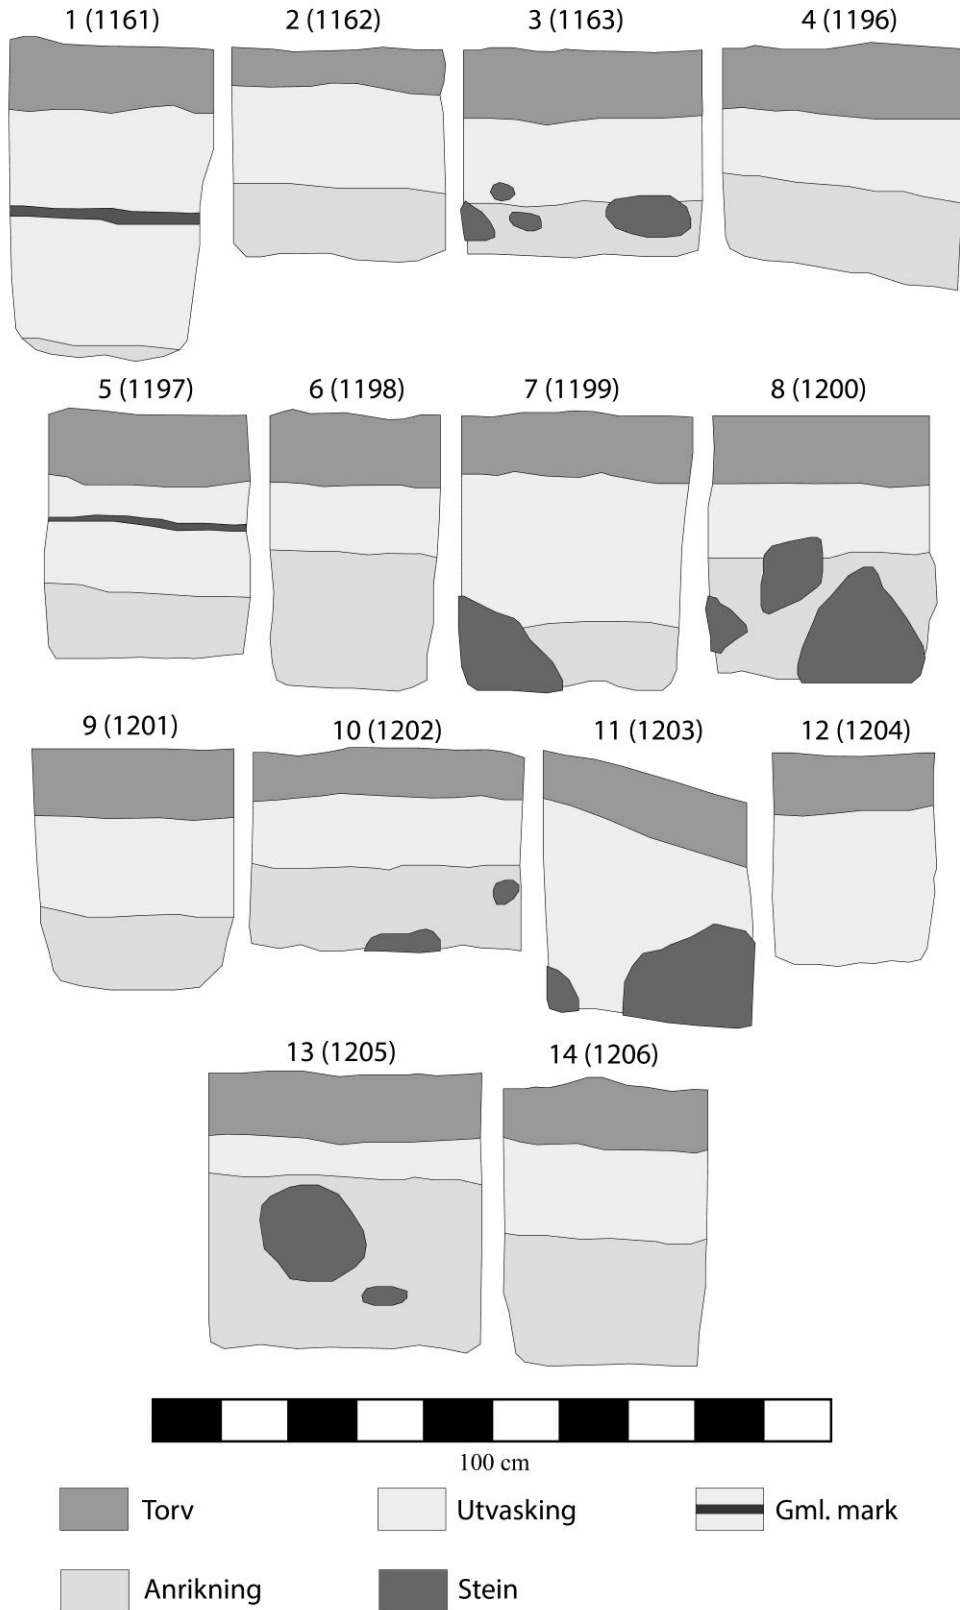 1 (1161) 2 (1162) 3 (1163) 4 (1196)
5 (1197) 6 (1198) 7 (1199) 8 (1200)
9 (1201) 10 (1202) 11 (1203) 12 (1204)
13 (1205) 14 (1206)
100 cm
Torv Utvasking Gml. mark
Anrikning Stein